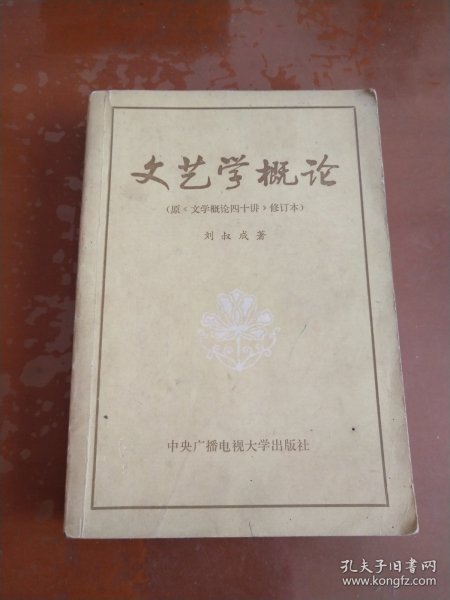 文艺学概论
(原《文学概论四十讲》修订本)
刘叔成著
中央广播电视大学出版社
孔夫子旧书网
www.kongfz.com